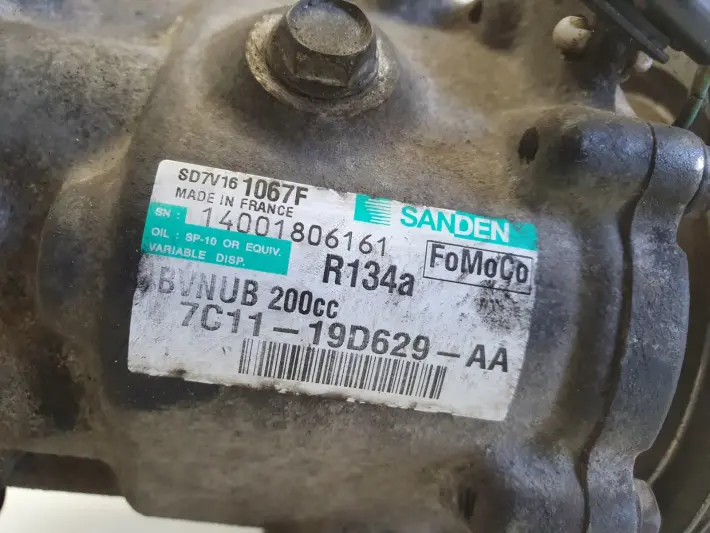 SD7V16 1067F
MADE IN FRANCE
SANDEN
SN: 14001806161
OIL: SP-10 OR EQUIV.
VARIABLE DISP.
R134a
FoMoCo
BVNUB 200cc
7C11-19D629-AA